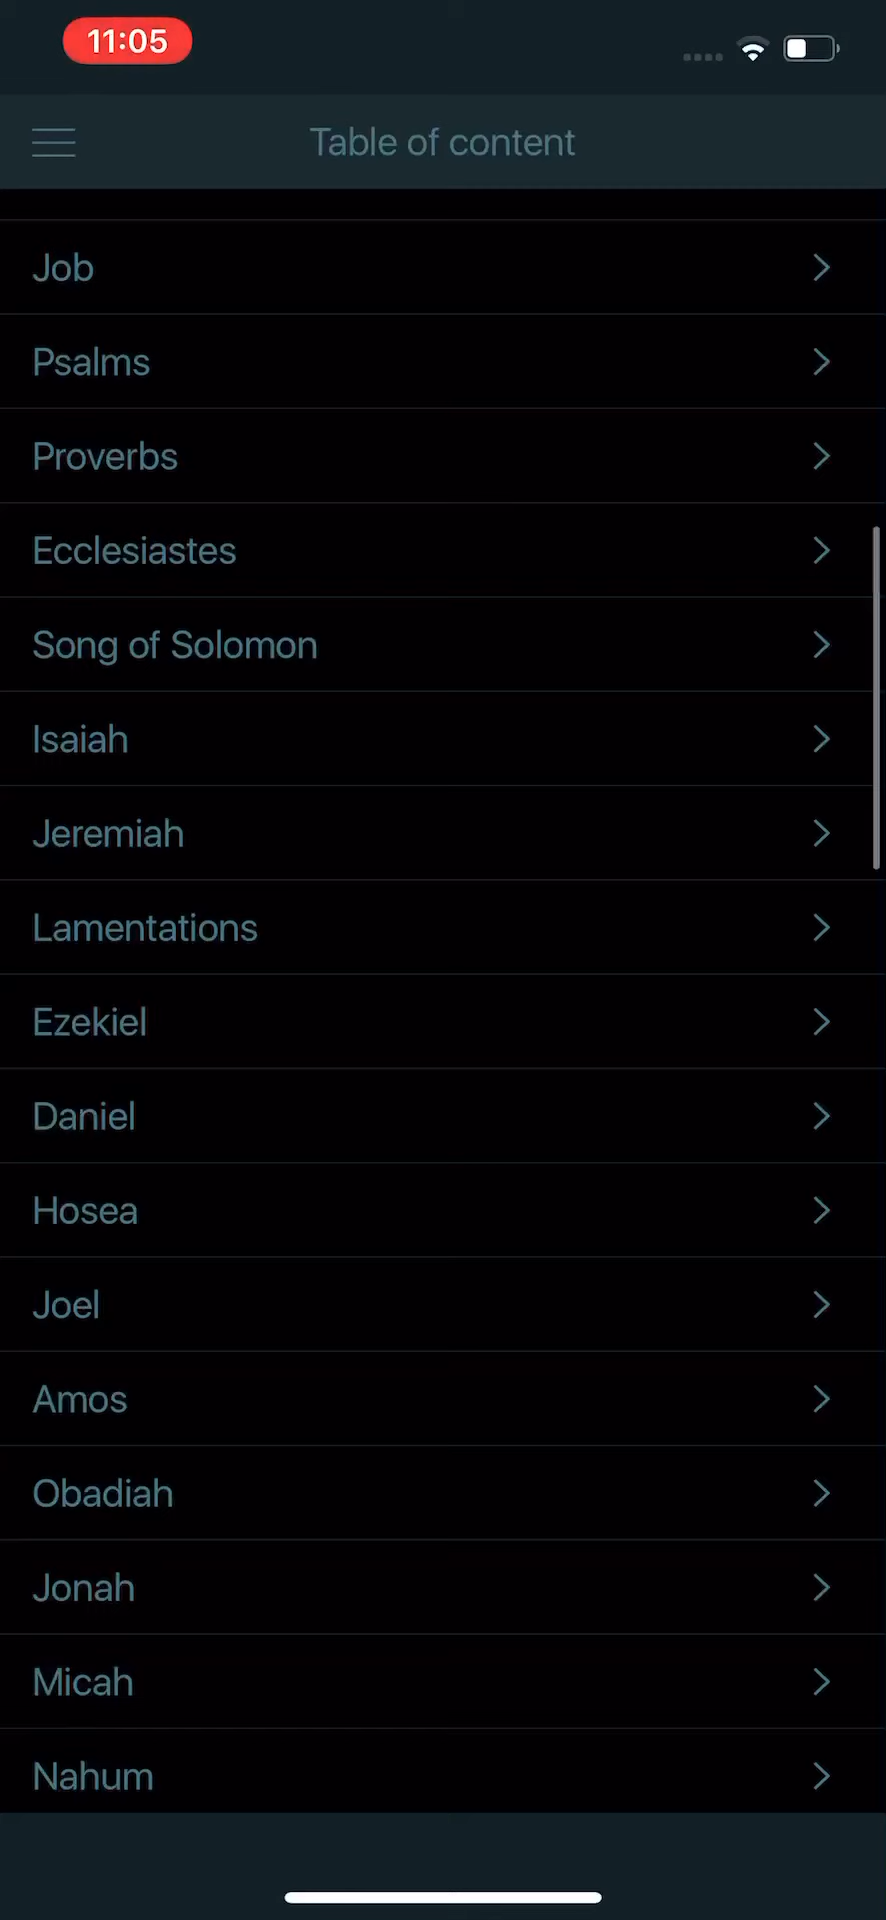 11:05
Table of content
Job
Psalms
Proverbs
Ecclesiastes
Song of Solomon
Isaiah
Jeremiah
Lamentations
Ezekiel
Daniel
Hosea
Joel
Amos
Obadiah
Jonah
Micah
Nahum